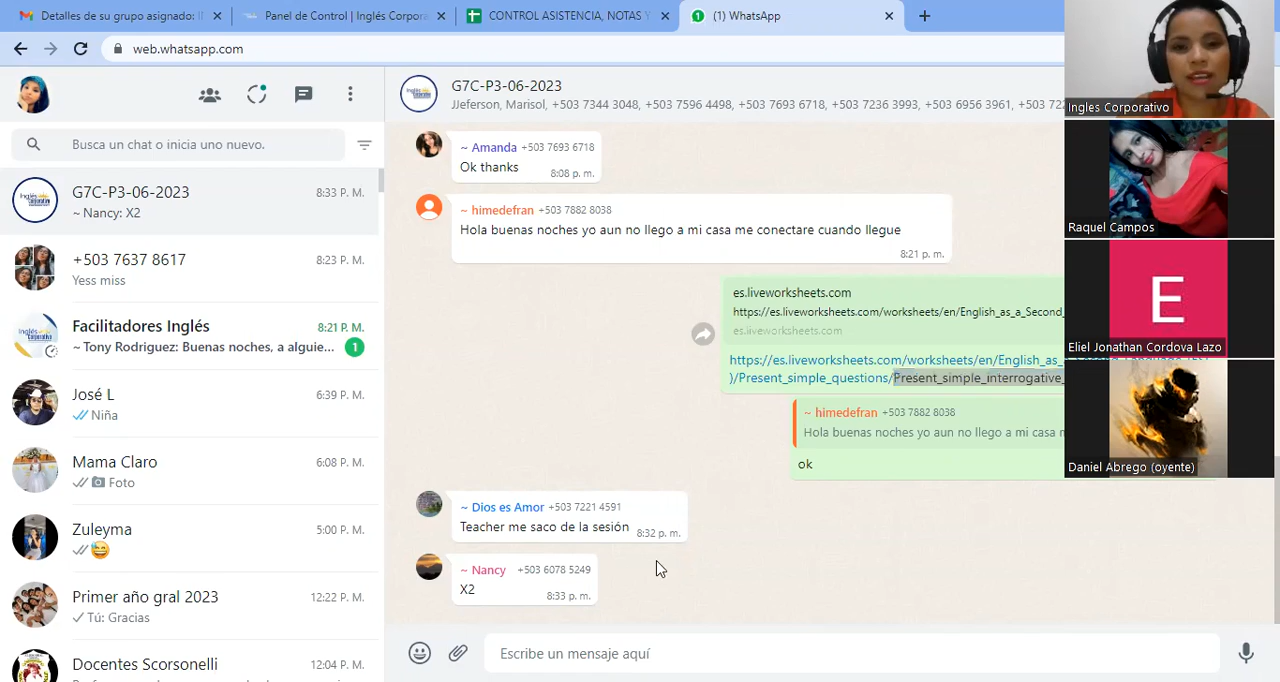 Detalles de su grupo asignado: IN
Panel de Control | Inglés Corpora
CONTROL ASISTENCIA, NOTAS Y
(1) WhatsApp
web.whatsapp.com
G7C-P3-06-2023
JJeferson, Marisol, +503 7344 3048, +503 7596 4498, +503 7693 6718, +503 7236 3993, +503 6956 3961, +503 722
Busca un chat o inicia uno nuevo.
G7C-P3-06-2023
8:33 P. M.
~ Nancy: X2
+503 7637 8617
8:23 P. M.
Yess miss
Facilitadores Inglés
8:21 P. M.
~ Tony Rodriguez: Buenas noches, a alguie...
1
José L
6:39 P. M.
Niña
Mama Claro
6:08 P. M.
Foto
Zuleyma
5:00 P. M.
Primer año gral 2023
12:22 P. M.
Tú: Gracias
Docentes Scorsonelli
12:04 P. M.
~ Amanda +503 7693 6718
Ok thanks
8:08 p. m.
~ himedefran +503 7882 8038
Hola buenas noches yo aun no llego a mi casa me conectare cuando llegue
8:21 p. m.
es.liveworksheets.com
https://es.liveworksheets.com/worksheets/en/English_as_a_Second_
es.liveworksheets.com
https://es.liveworksheets.com/worksheets/en/English_as_
)/Present_simple_questions/Present_simple_interrogative_
~ himedefran +503 7882 8038
Hola buenas noches yo aun no llego a mi casa m
ok
~ Dios es Amor +503 7221 4591
Teacher me saco de la sesión
8:32 p. m.
~ Nancy +503 6078 5249
X2
8:33 p. m.
Escribe un mensaje aquí
Ingles Corporativo
Raquel Campos
E
Eliel Jonathan Cordova Lazo
Daniel Abrego (oyente)